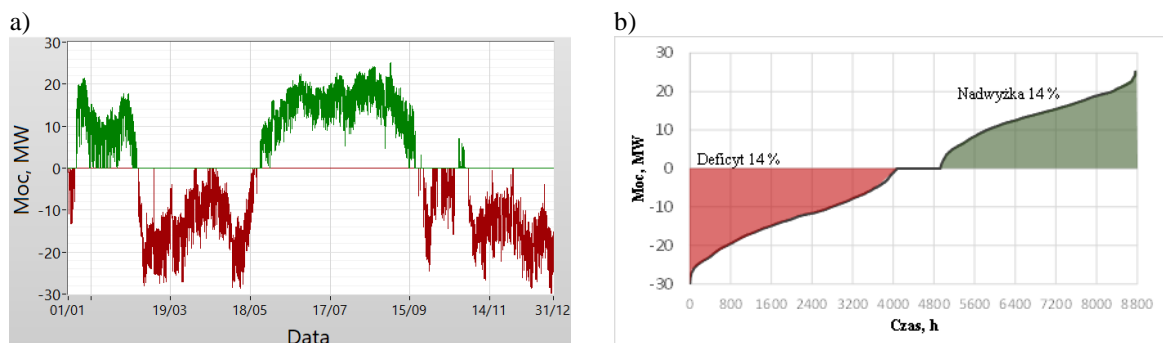 a)
30
20
10
0
-10
-20
-30
Moc, MW
01/01
19/03
18/05
17/07
15/09
14/11
31/12
Data
b)
30
20
10
0
-10
-20
-30
Moc, MW
Nadwyżka 14 %
Deficyt 14 %
0 800 1600 2400 3200 4000 4800 5600 6400 7200 8000 8800
Czas, h